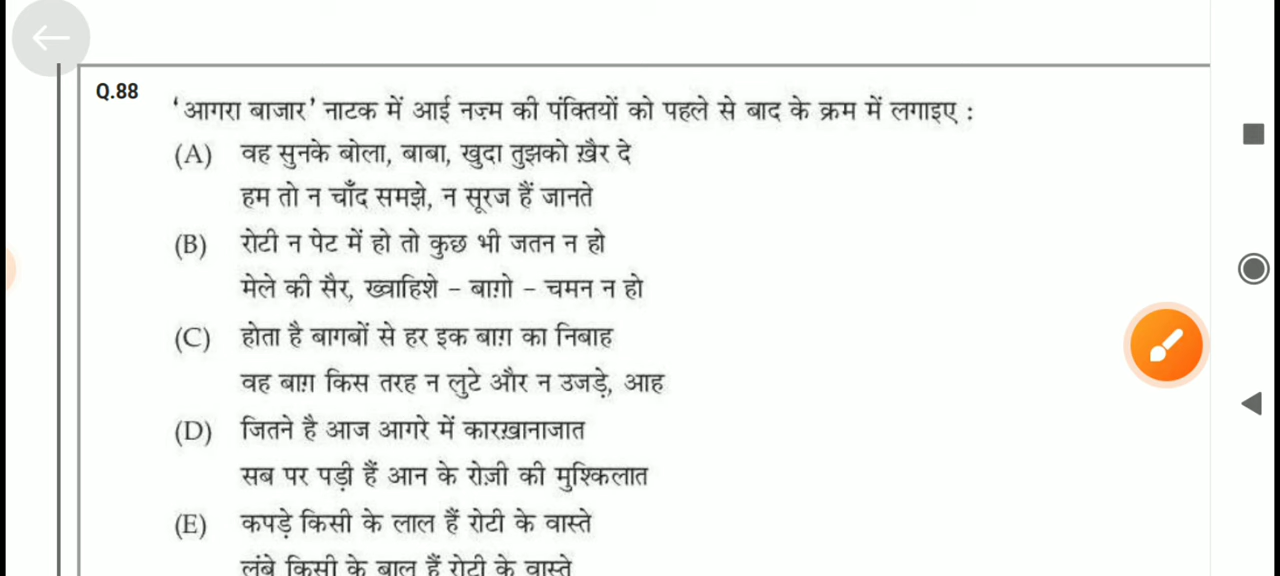 Q.88
‘आगरा बाजार’ नाटक में आई नज़्म की पंक्तियों को पहले से बाद के क्रम में लगाइए :
(A) वह सुनके बोला, बाबा, खुदा तुझको ख़ैर दे
हम तो न चाँद समझे, न सूरज हैं जानते
(B) रोटी न पेट में हो तो कुछ भी जतन न हो
मेले की सैर, ख्वाहिशे – बाग़ो – चमन न हो
(C) होता है बागबों से हर इक बाग़ का निबाह
वह बाग़ किस तरह न लुटे और न उजड़े, आह
(D) जितने है आज आगरे में कारख़ानाजात
सब पर पड़ी हैं आन के रोज़ी की मुश्किलात
(E) कपड़े किसी के लाल हैं रोटी के वास्ते
लंबे किसी के बाल हैं रोटी के वास्ते